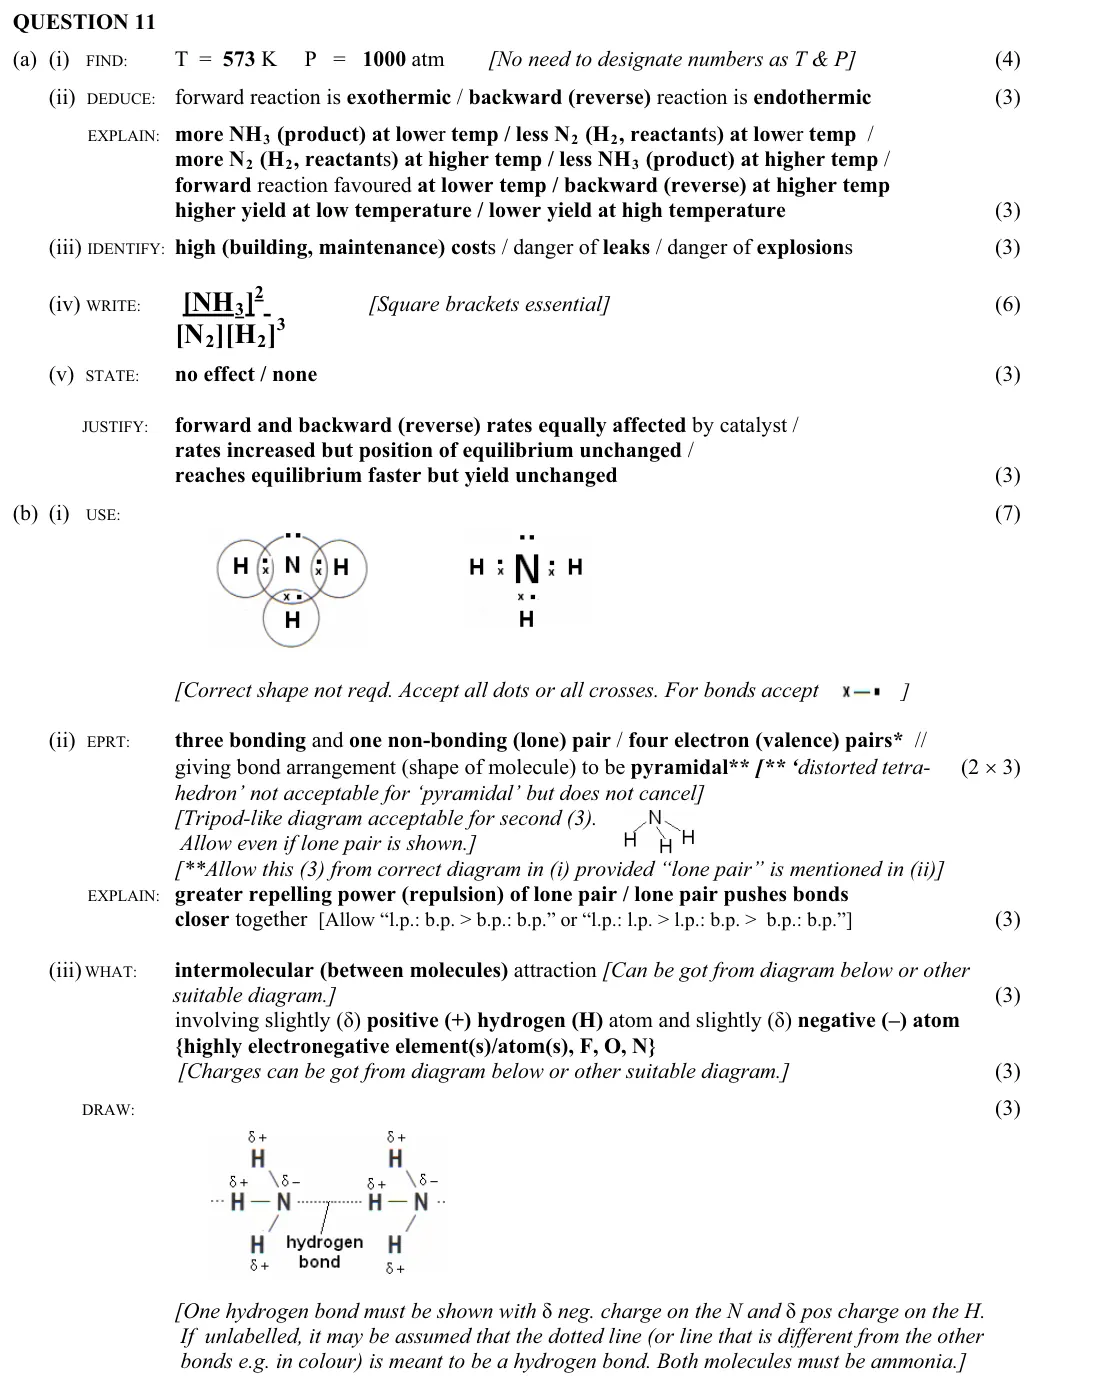 QUESTION 11
(a) (i) FIND: T = 573 K P = 1000 atm [No need to designate numbers as T & P] (4)
(ii) DEDUCE: forward reaction is exothermic / backward (reverse) reaction is endothermic (3)
EXPLAIN: more NH₃ (product) at lower temp / less N₂ (H₂, reactants) at lower temp /
more N₂ (H₂, reactants) at higher temp / less NH₃ (product) at higher temp /
forward reaction favoured at lower temp / backward (reverse) at higher temp
higher yield at low temperature / lower yield at high temperature (3)
(iii) IDENTIFY: high (building, maintenance) costs / danger of leaks / danger of explosions (3)
(iv) WRITE: [NH₃]² [Square brackets essential] (6)
[N₂][H₂]³
(v) STATE: no effect / none (3)
JUSTIFY: forward and backward (reverse) rates equally affected by catalyst /
rates increased but position of equilibrium unchanged /
reaches equilibrium faster but yield unchanged (3)
(b) (i) USE: (7)
H x N x H H x N x H
x x
H H
[Correct shape not reqd. Accept all dots or all crosses. For bonds accept x — ▪ ]
(ii) EPRT: three bonding and one non-bonding (lone) pair / four electron (valence) pairs* //
giving bond arrangement (shape of molecule) to be pyramidal** [** ‘distorted tetra- (2 × 3)
hedron’ not acceptable for ‘pyramidal’ but does not cancel]
[Tripod-like diagram acceptable for second (3). N
Allow even if lone pair is shown.] H H H
[**Allow this (3) from correct diagram in (i) provided “lone pair” is mentioned in (ii)]
EXPLAIN: greater repelling power (repulsion) of lone pair / lone pair pushes bonds
closer together [Allow “l.p.: b.p. > b.p.: b.p.” or “l.p.: l.p. > l.p.: b.p. > b.p.: b.p.”] (3)
(iii) WHAT: intermolecular (between molecules) attraction [Can be got from diagram below or other
suitable diagram.] (3)
involving slightly (δ) positive (+) hydrogen (H) atom and slightly (δ) negative (–) atom
{highly electronegative element(s)/atom(s), F, O, N}
[Charges can be got from diagram below or other suitable diagram.] (3)
DRAW: (3)
δ+ δ+
H H
δ+ δ– δ+ δ–
H — N H — N
H hydrogen H
δ+ bond δ+
[One hydrogen bond must be shown with δ neg. charge on the N and δ pos charge on the H.
If unlabelled, it may be assumed that the dotted line (or line that is different from the other
bonds e.g. in colour) is meant to be a hydrogen bond. Both molecules must be ammonia.]